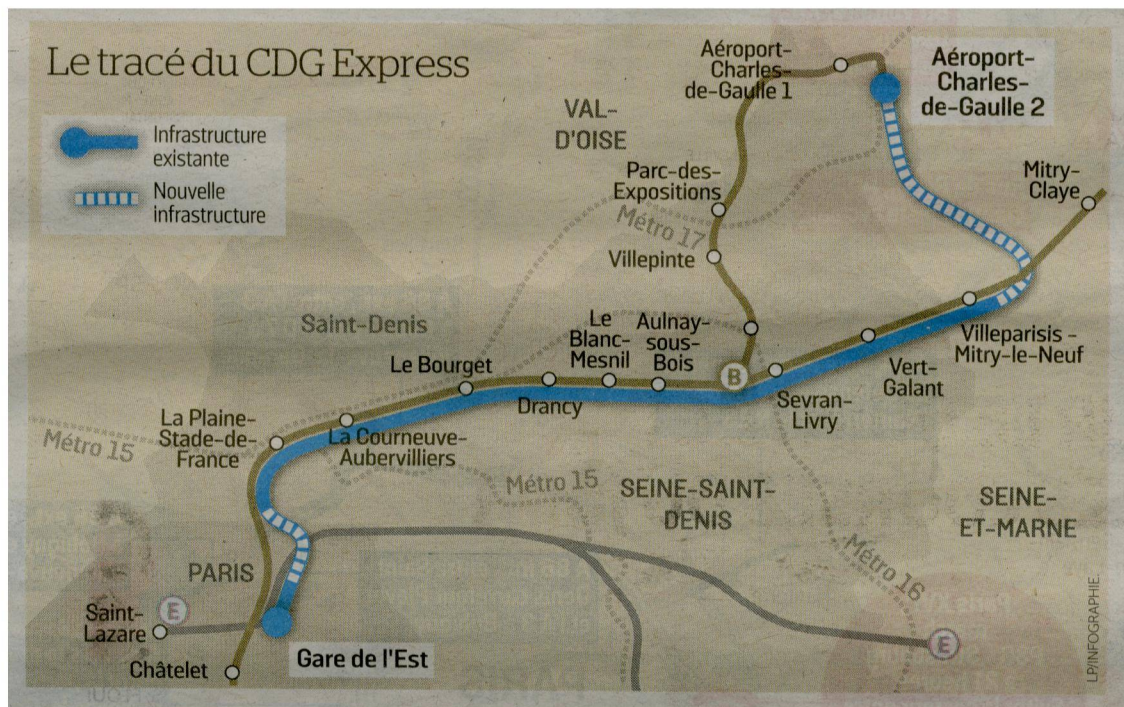 Le tracé du CDG Express
Infrastructure
existante
Nouvelle
infrastructure
VAL-
D'OISE
Aéroport-
Charles-
de-Gaulle 1
Aéroport-
Charles-
de-Gaulle 2
Parc-des-
Expositions
Mitry-
Claye
Métro 17
Villepinte
Saint-Denis
Le
Blanc-
Mesnil
Aulnay-
sous-
Bois
Villeparisis -
Mitry-le-Neuf
Le Bourget
B
Vert-
Galant
Drancy
Sevran-
Livry
La Plaine-
Stade-de-
France
La Courneuve-
Aubervilliers
Métro 15
Métro 15
SEINE-SAINT-
DENIS
SEINE-
ET-MARNE
Métro 16
PARIS
Saint-
Lazare
E
E
Gare de l'Est
Châtelet
LP/INFOGRAPHIE.